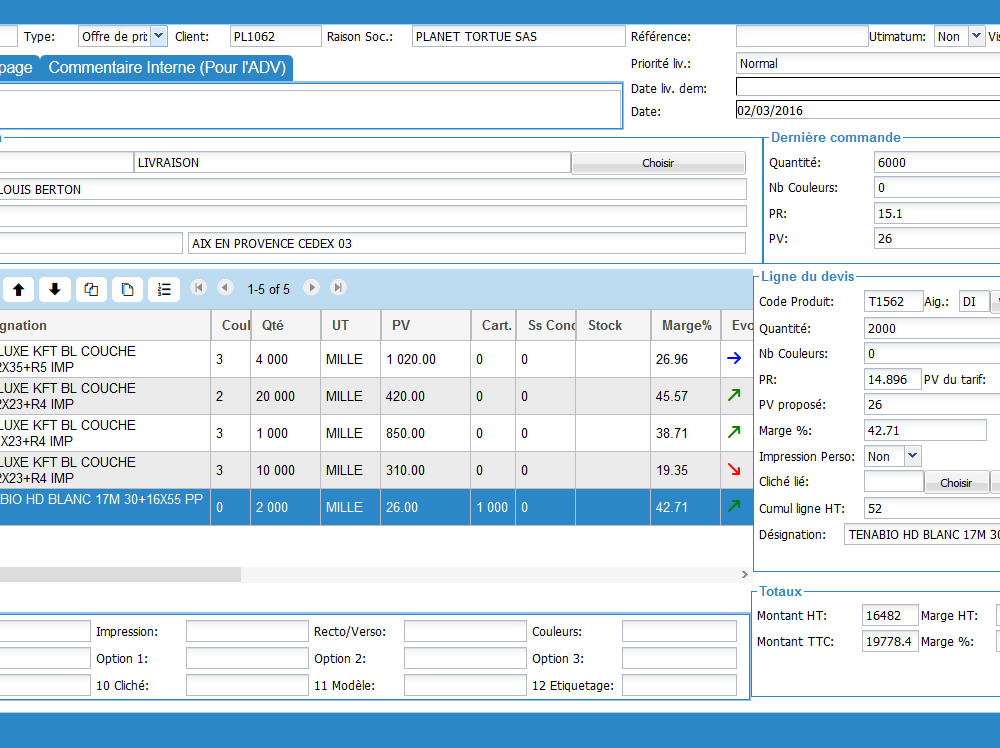 Type: Offre de pri Client: PL1062 Raison Soc.: PLANET TORTUE SAS Référence: Utimatum: Non Vis
page Commentaire Interne (Pour l'ADV) Priorité liv.: Normal
Date liv. dem:
Date: 02/03/2016
Dernière commande
LIVRAISON Choisir Quantité: 6000
LOUIS BERTON Nb Couleurs: 0
PR: 15.1
AIX EN PROVENCE CEDEX 03 PV: 26
1-5 of 5
gnation Coul Qté UT PV Cart. Ss Cond Stock Marge% Evo
LUXE KFT BL COUCHE
2X35+R5 IMP 3 4 000 MILLE 1 020.00 0 0 26.96
LUXE KFT BL COUCHE
2X23+R4 IMP 2 20 000 MILLE 420.00 0 0 45.57
LUXE KFT BL COUCHE
X23+R4 IMP 3 1 000 MILLE 850.00 0 0 38.71
LUXE KFT BL COUCHE
2X23+R4 IMP 3 10 000 MILLE 310.00 0 0 19.35
BIO HD BLANC 17M 30+16X55 PP 0 2 000 MILLE 26.00 1 000 0 42.71
Ligne du devis
Code Produit: T1562 Aig.: DI
Quantité: 2000
Nb Couleurs: 0
PR: 14.896 PV du tarif:
PV proposé: 26
Marge %: 42.71
Impression Perso: Non
Cliché lié: Choisir
Cumul ligne HT: 52
Désignation: TENABIO HD BLANC 17M 30
Totaux
Montant HT: 16482 Marge HT:
Montant TTC: 19778.4 Marge %:
Impression: Recto/Verso: Couleurs:
Option 1: Option 2: Option 3:
10 Cliché: 11 Modèle: 12 Etiquetage: